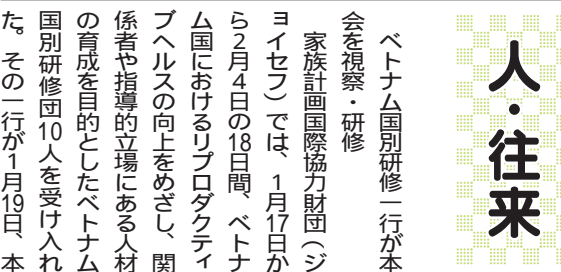 人・往来
ベトナム国別研修一行が本
会を視察・研修
家族計画国際協力財団（ジ
ョイセフ）では、1月17日か
ら2月4日の18日間、ベトナ
ム国におけるリプロダクティ
ブヘルスの向上をめざし、関
係者や指導的立場にある人材
の育成を目的としたベトナム
国別研修団10人を受け入れ
た。その一行が1月19日、本